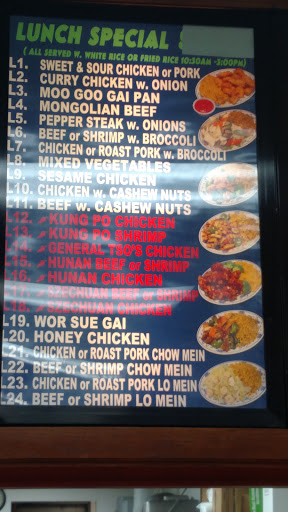 LUNCH SPECIAL
( ALL SERVED W. WHITE RICE OR FRIED RICE 10:30AM -3:00PM)
L1. SWEET & SOUR CHICKEN or PORK
L2. CURRY CHICKEN w. ONION
L3. MOO GOO GAI PAN
L4. MONGOLIAN BEEF
L5. PEPPER STEAK w. ONIONS
L6. BEEF or SHRIMP w. BROCCOLI
L7. CHICKEN or ROAST PORK w. BROCCOLI
L8. MIXED VEGETABLES
L9. SESAME CHICKEN
L10. CHICKEN w. CASHEW NUTS
L11. BEEF w. CASHEW NUTS
L12. KUNG PO CHICKEN
L13. KUNG PO SHRIMP
L14. GENERAL TSO'S CHICKEN
L15. HUNAN BEEF or SHRIMP
L16. HUNAN CHICKEN
L17. SZECHUAN BEEF or SHRIMP
L18. SZECHUAN CHICKEN
L19. WOR SUE GAI
L20. HONEY CHICKEN
L21. CHICKEN or ROAST PORK CHOW MEIN
L22. BEEF or SHRIMP CHOW MEIN
L23. CHICKEN or ROAST PORK LO MEIN
L24. BEEF or SHRIMP LO MEIN